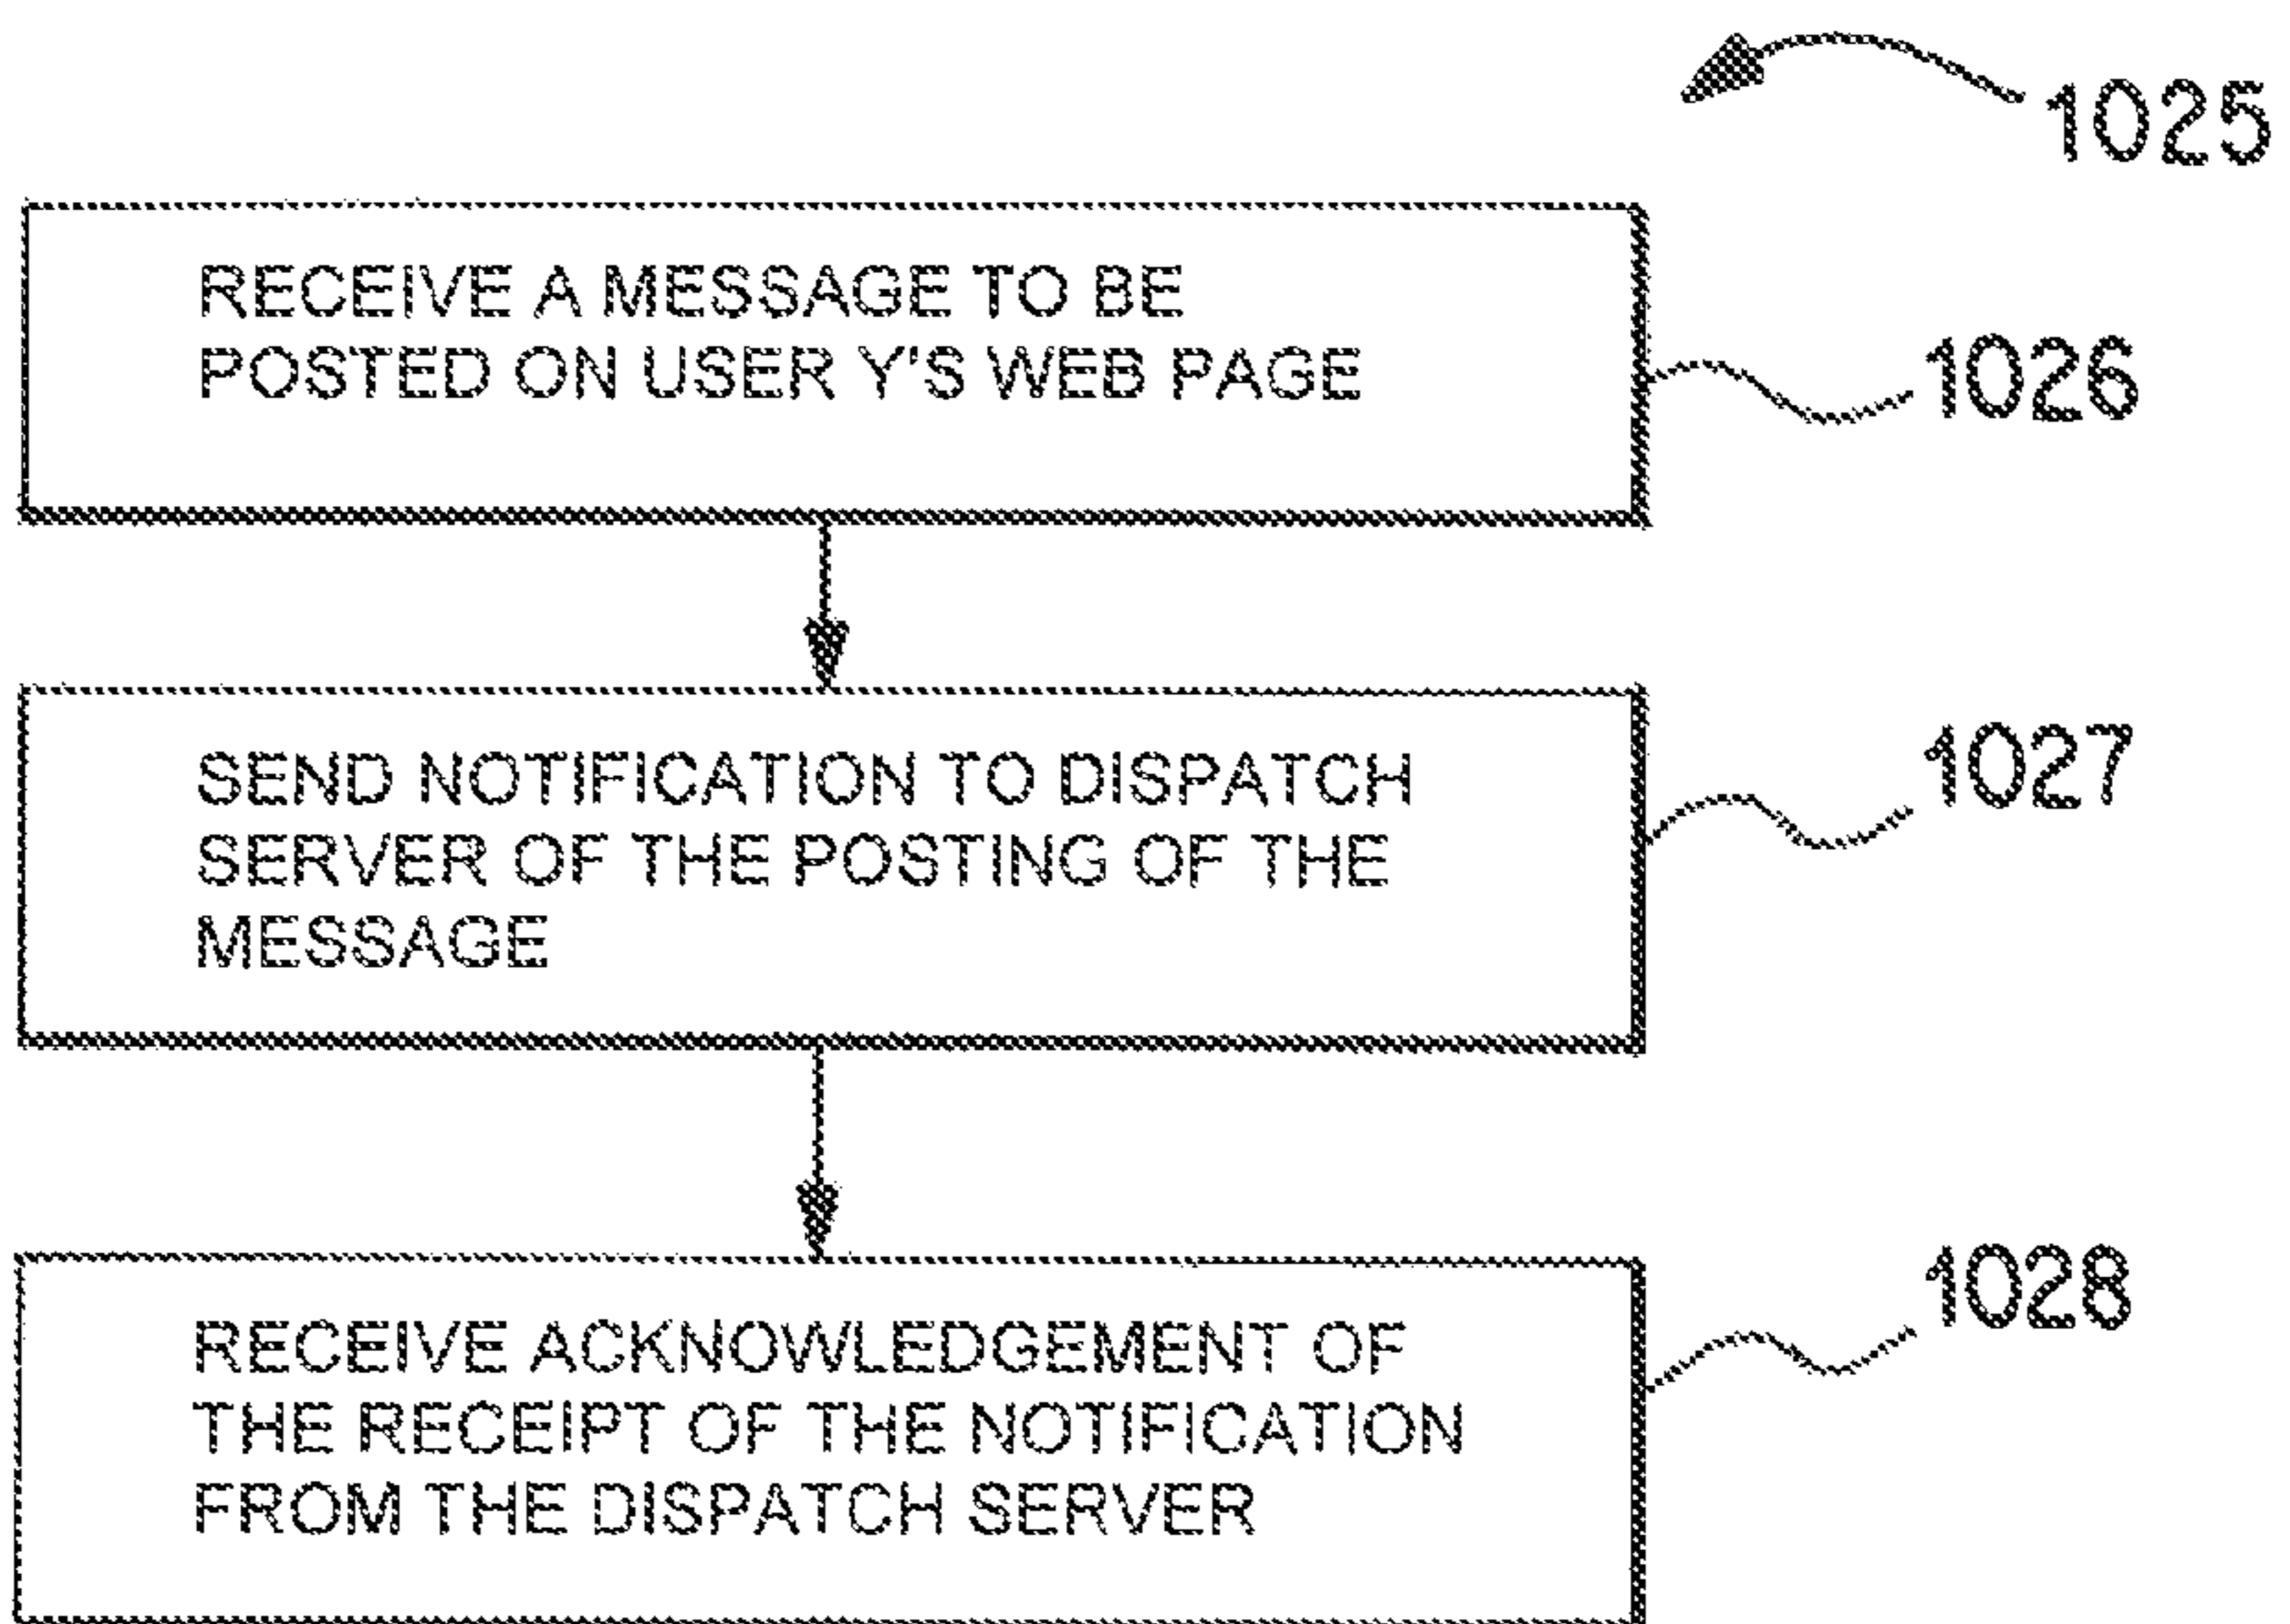 1025
RECEIVE A MESSAGE TO BE
POSTED ON USER Y'S WEB PAGE
1026
SEND NOTIFICATION TO DISPATCH
SERVER OF THE POSTING OF THE
MESSAGE
1027
RECEIVE ACKNOWLEDGEMENT OF
THE RECEIPT OF THE NOTIFICATION
FROM THE DISPATCH SERVER
1028